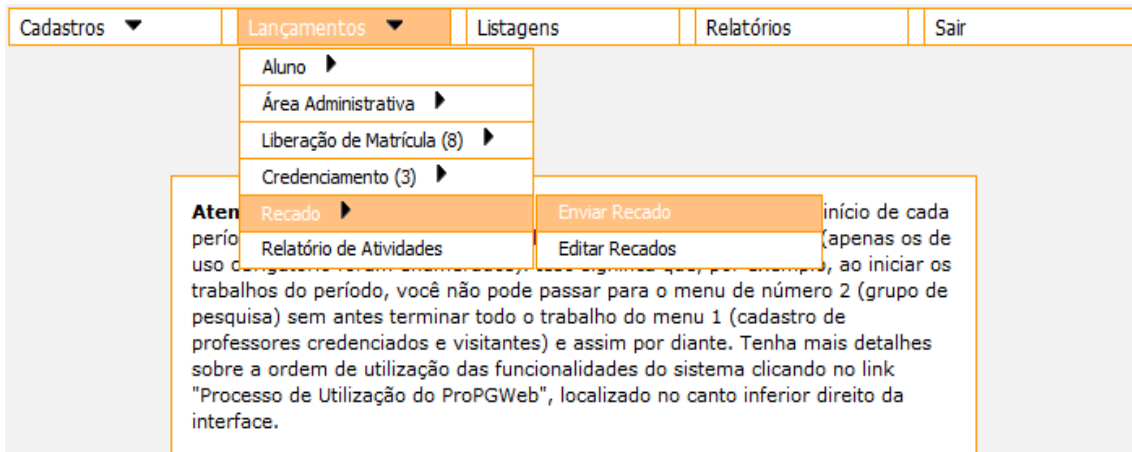 Cadastros Lançamentos Listagens Relatórios Sair
Aluno
Área Administrativa
Liberação de Matrícula (8)
Credenciamento (3)
Recado Enviar Recado
Relatório de Atividades Editar Recados
início de cada
(apenas os de
uso ao iniciar os
trabalhos do período, você não pode passar para o menu de número 2 (grupo de
pesquisa) sem antes terminar todo o trabalho do menu 1 (cadastro de
professores credenciados e visitantes) e assim por diante. Tenha mais detalhes
sobre a ordem de utilização das funcionalidades do sistema clicando no link
"Processo de Utilização do ProPGWeb", localizado no canto inferior direito da
interface.